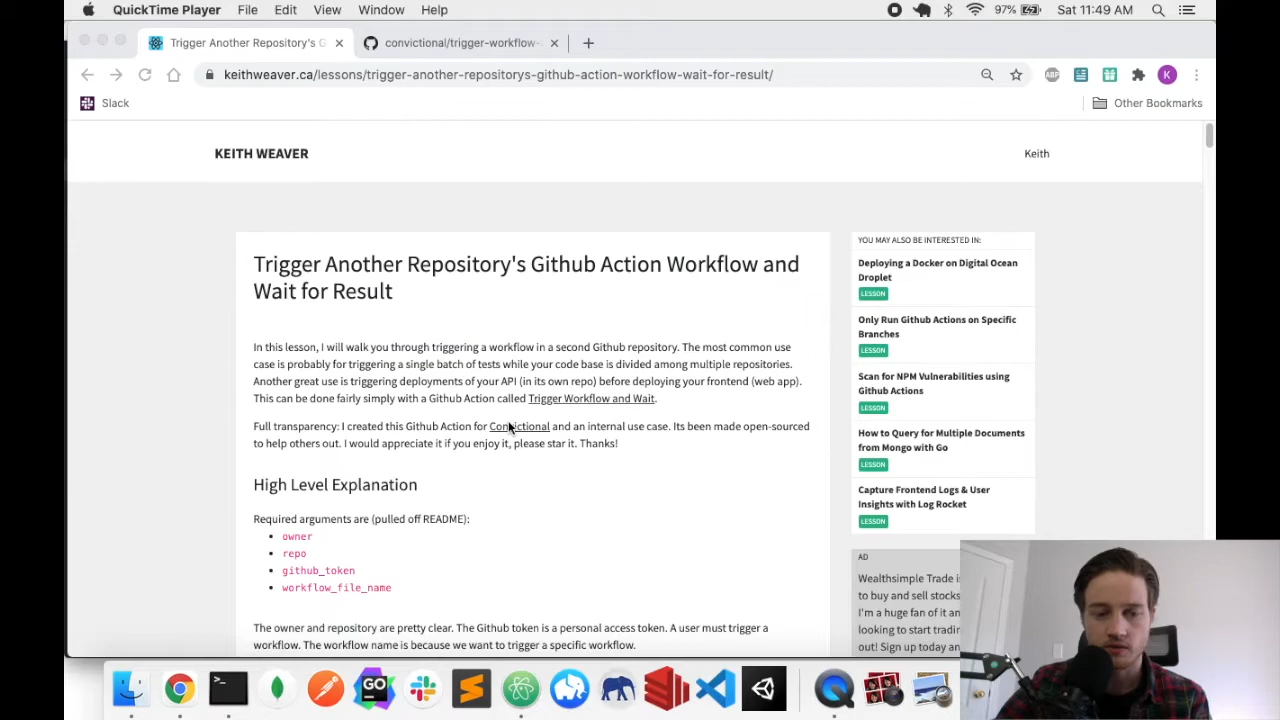 QuickTime Player File Edit View Window Help 97% Sat 11:49 AM
Trigger Another Repository's G convictional/trigger-workflow-
keithweaver.ca/lessons/trigger-another-repositorys-github-action-workflow-wait-for-result/
ABP K
Slack Other Bookmarks
KEITH WEAVER Keith
Trigger Another Repository's Github Action Workflow and
Wait for Result
In this lesson, I will walk you through triggering a workflow in a second Github repository. The most common use
case is probably for triggering a single batch of tests while your code base is divided among multiple repositories.
Another great use is triggering deployments of your API (in its own repo) before deploying your frontend (web app).
This can be done fairly simply with a Github Action called Trigger Workflow and Wait.
Full transparency: I created this Github Action for Convictional and an internal use case. Its been made open-sourced
to help others out. I would appreciate it if you enjoy it, please star it. Thanks!
High Level Explanation
Required arguments are (pulled off README):
owner
repo
github_token
workflow_file_name
The owner and repository are pretty clear. The Github token is a personal access token. A user must trigger a
workflow. The workflow name is because we want to trigger a specific workflow.
YOU MAY ALSO BE INTERESTED IN:
Deploying a Docker on Digital Ocean
Droplet
LESSON
Only Run Github Actions on Specific
Branches
LESSON
Scan for NPM Vulnerabilities using
Github Actions
LESSON
How to Query for Multiple Documents
from Mongo with Go
LESSON
Capture Frontend Logs & User
Insights with Log Rocket
LESSON
AD
Wealthsimple Trade
to buy and sell stocks
I'm a huge fan of it
looking to start
out! Sign up today
GO